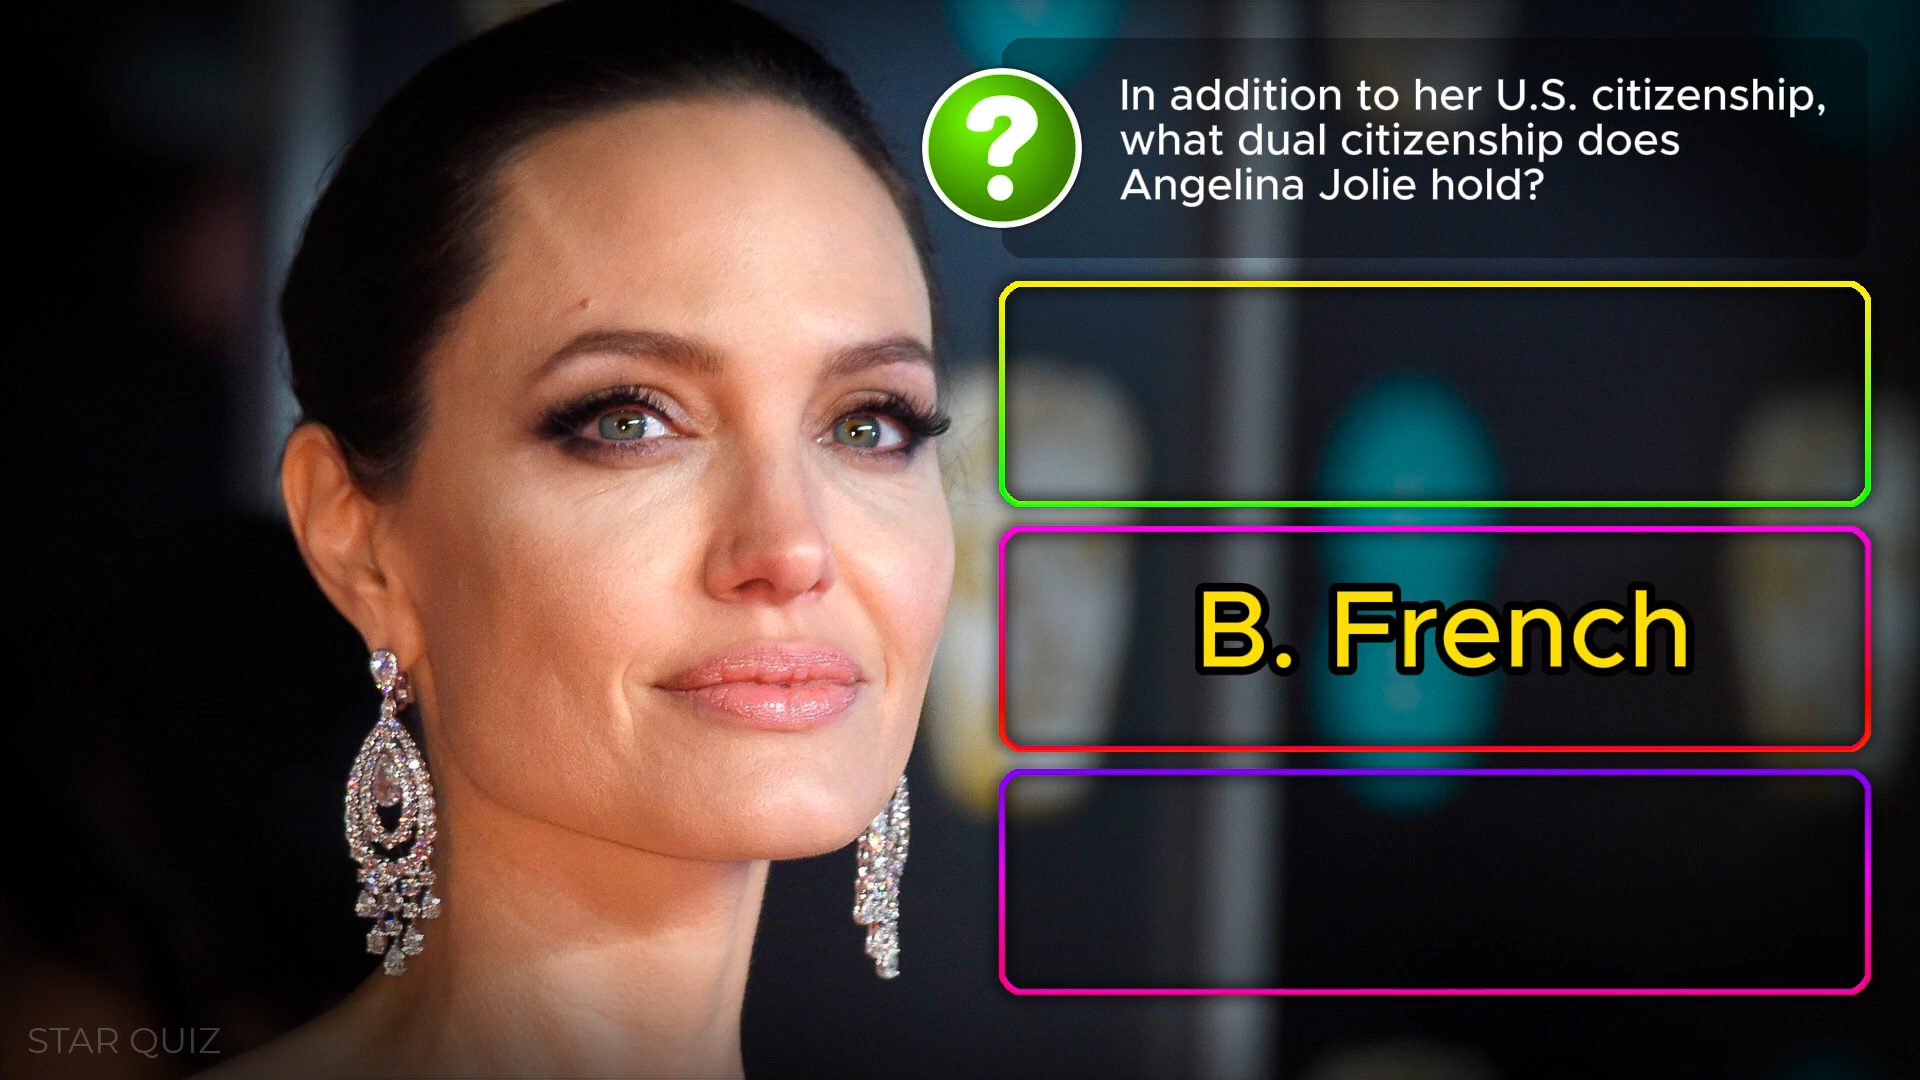 ?
In addition to her U.S. citizenship,
what dual citizenship does
Angelina Jolie hold?
B. French
STAR QUIZ